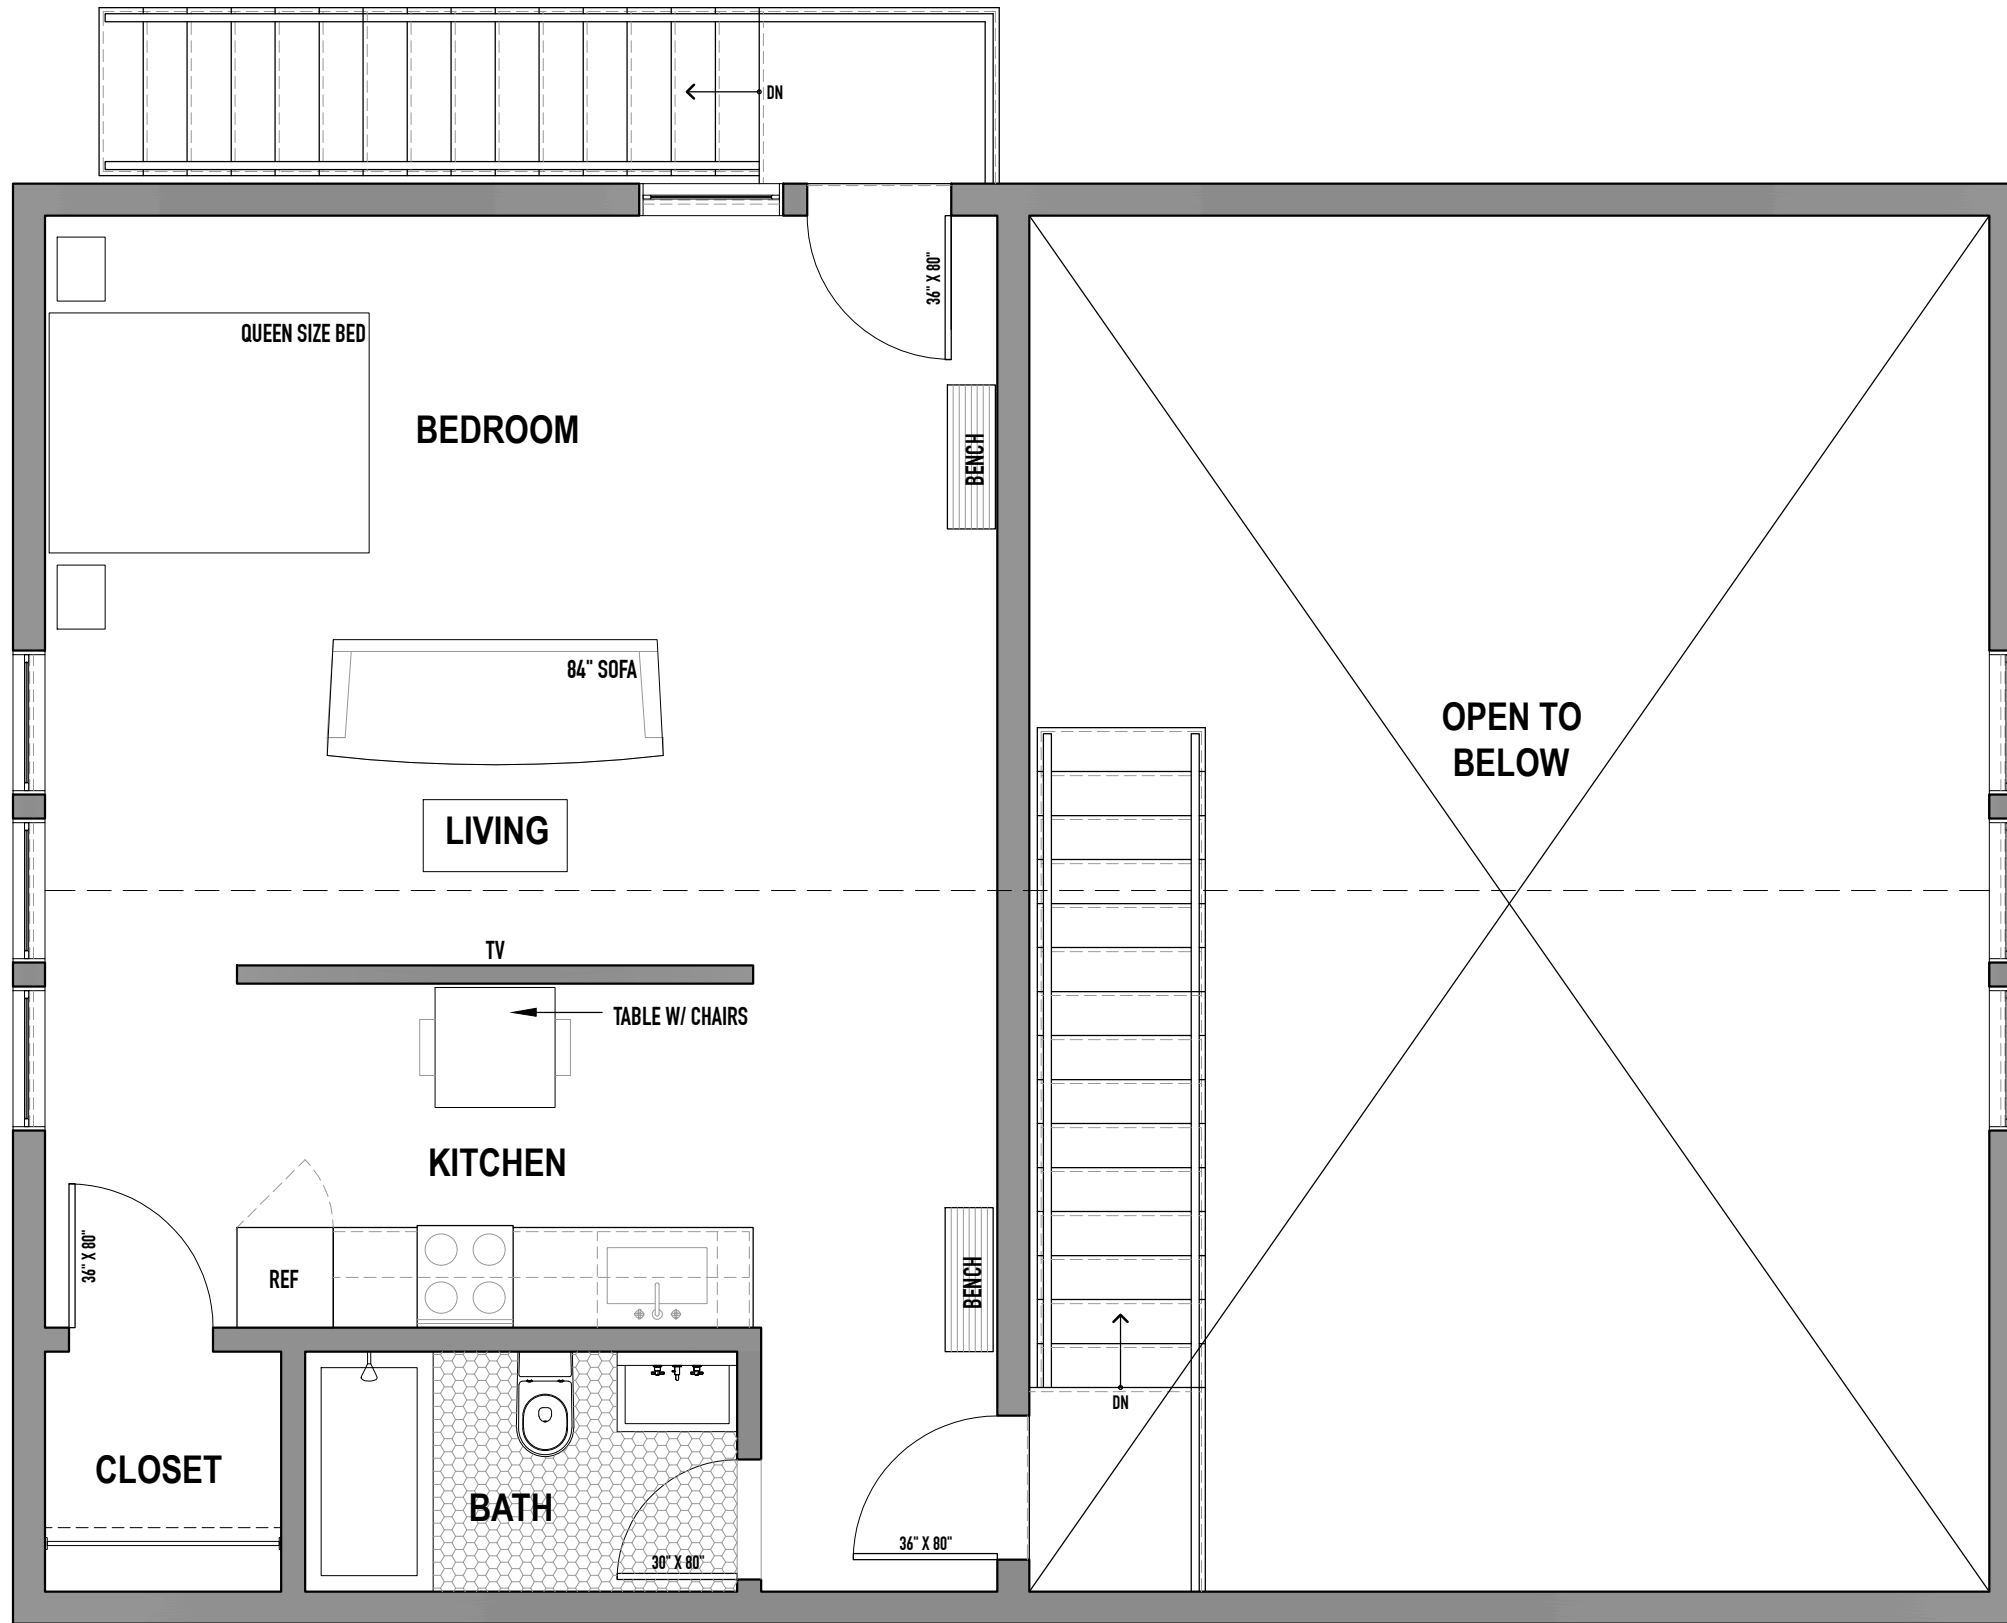 DN
36" X 80"
QUEEN SIZE BED
BEDROOM
BENCH
84" SOFA
OPEN TO
BELOW
LIVING
TV
TABLE W/ CHAIRS
KITCHEN
36" X 80"
REF
BENCH
DN
CLOSET
BATH
36" X 80"
30" X 80"